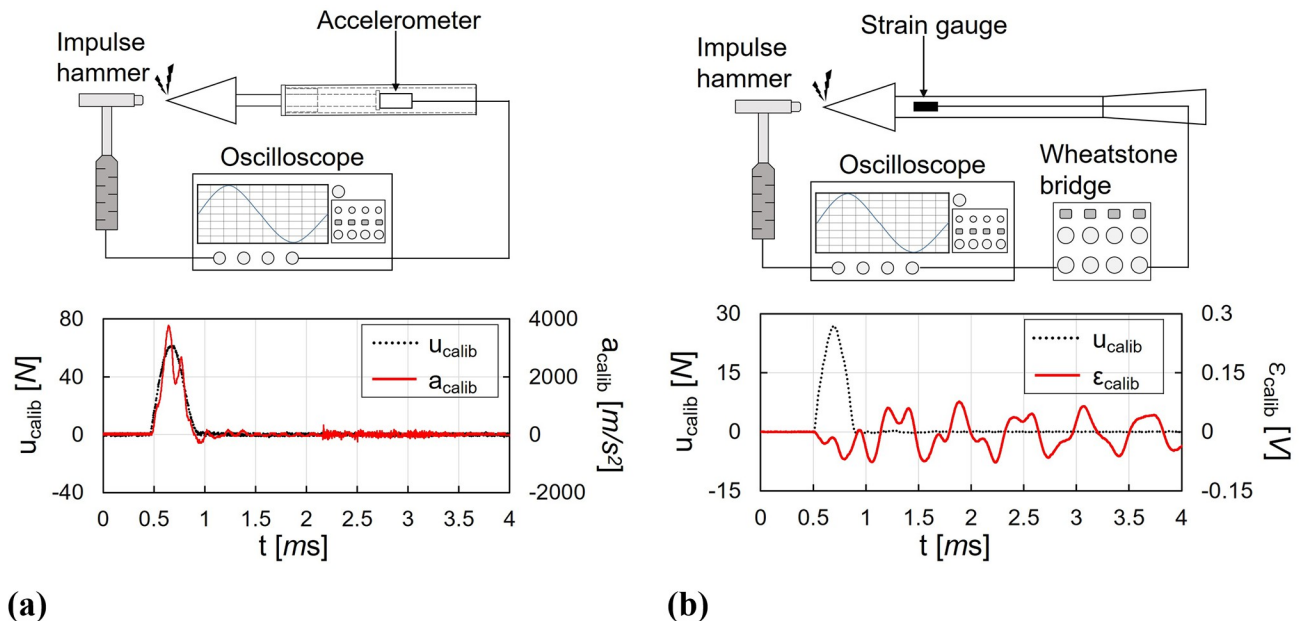 Accelerometer
Impulse
hammer
Oscilloscope
80
40
0
-40
u_calib [N]
4000
2000
0
-2000
a_calib [m/s²]
u_calib
a_calib
0 0.5 1 1.5 2 2.5 3 3.5 4
t [ms]
(a)
Strain gauge
Impulse
hammer
Oscilloscope
Wheatstone
bridge
30
15
0
-15
u_calib [N]
0.3
0.15
0
-0.15
ε_calib [V]
u_calib
ε_calib
0 0.5 1 1.5 2 2.5 3 3.5 4
t [ms]
(b)